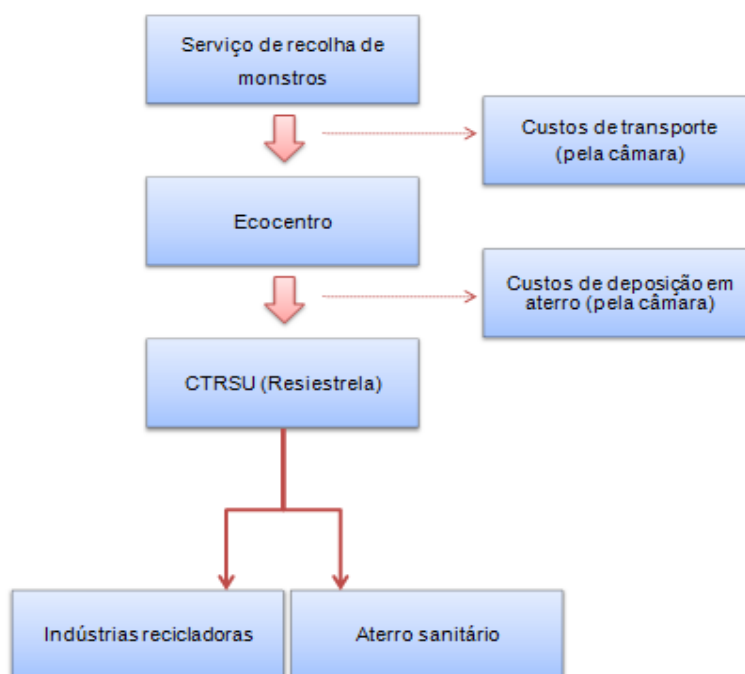 Serviço de recolha de
monstros
Custos de transporte
(pela câmara)
Ecocentro
Custos de deposição em
aterro (pela câmara)
CTRSU (Resiestrela)
Indústrias recicladoras
Aterro sanitário